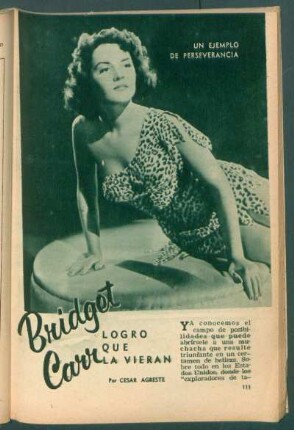 UN EJEMPLO
DE PERSEVERANCIA
Bridget
Carr
LOGRO
QUE
LA VIERAN
Por CESAR AGRESTE
YA conocemos el
campo de posibi-
lidades que puede
abrírsele a una mu-
chacha que resulte
triunfante en un cer-
tamen de belleza. So-
bre todo en los Esta-
dos Unidos, donde los
"exploradores de ta-
111